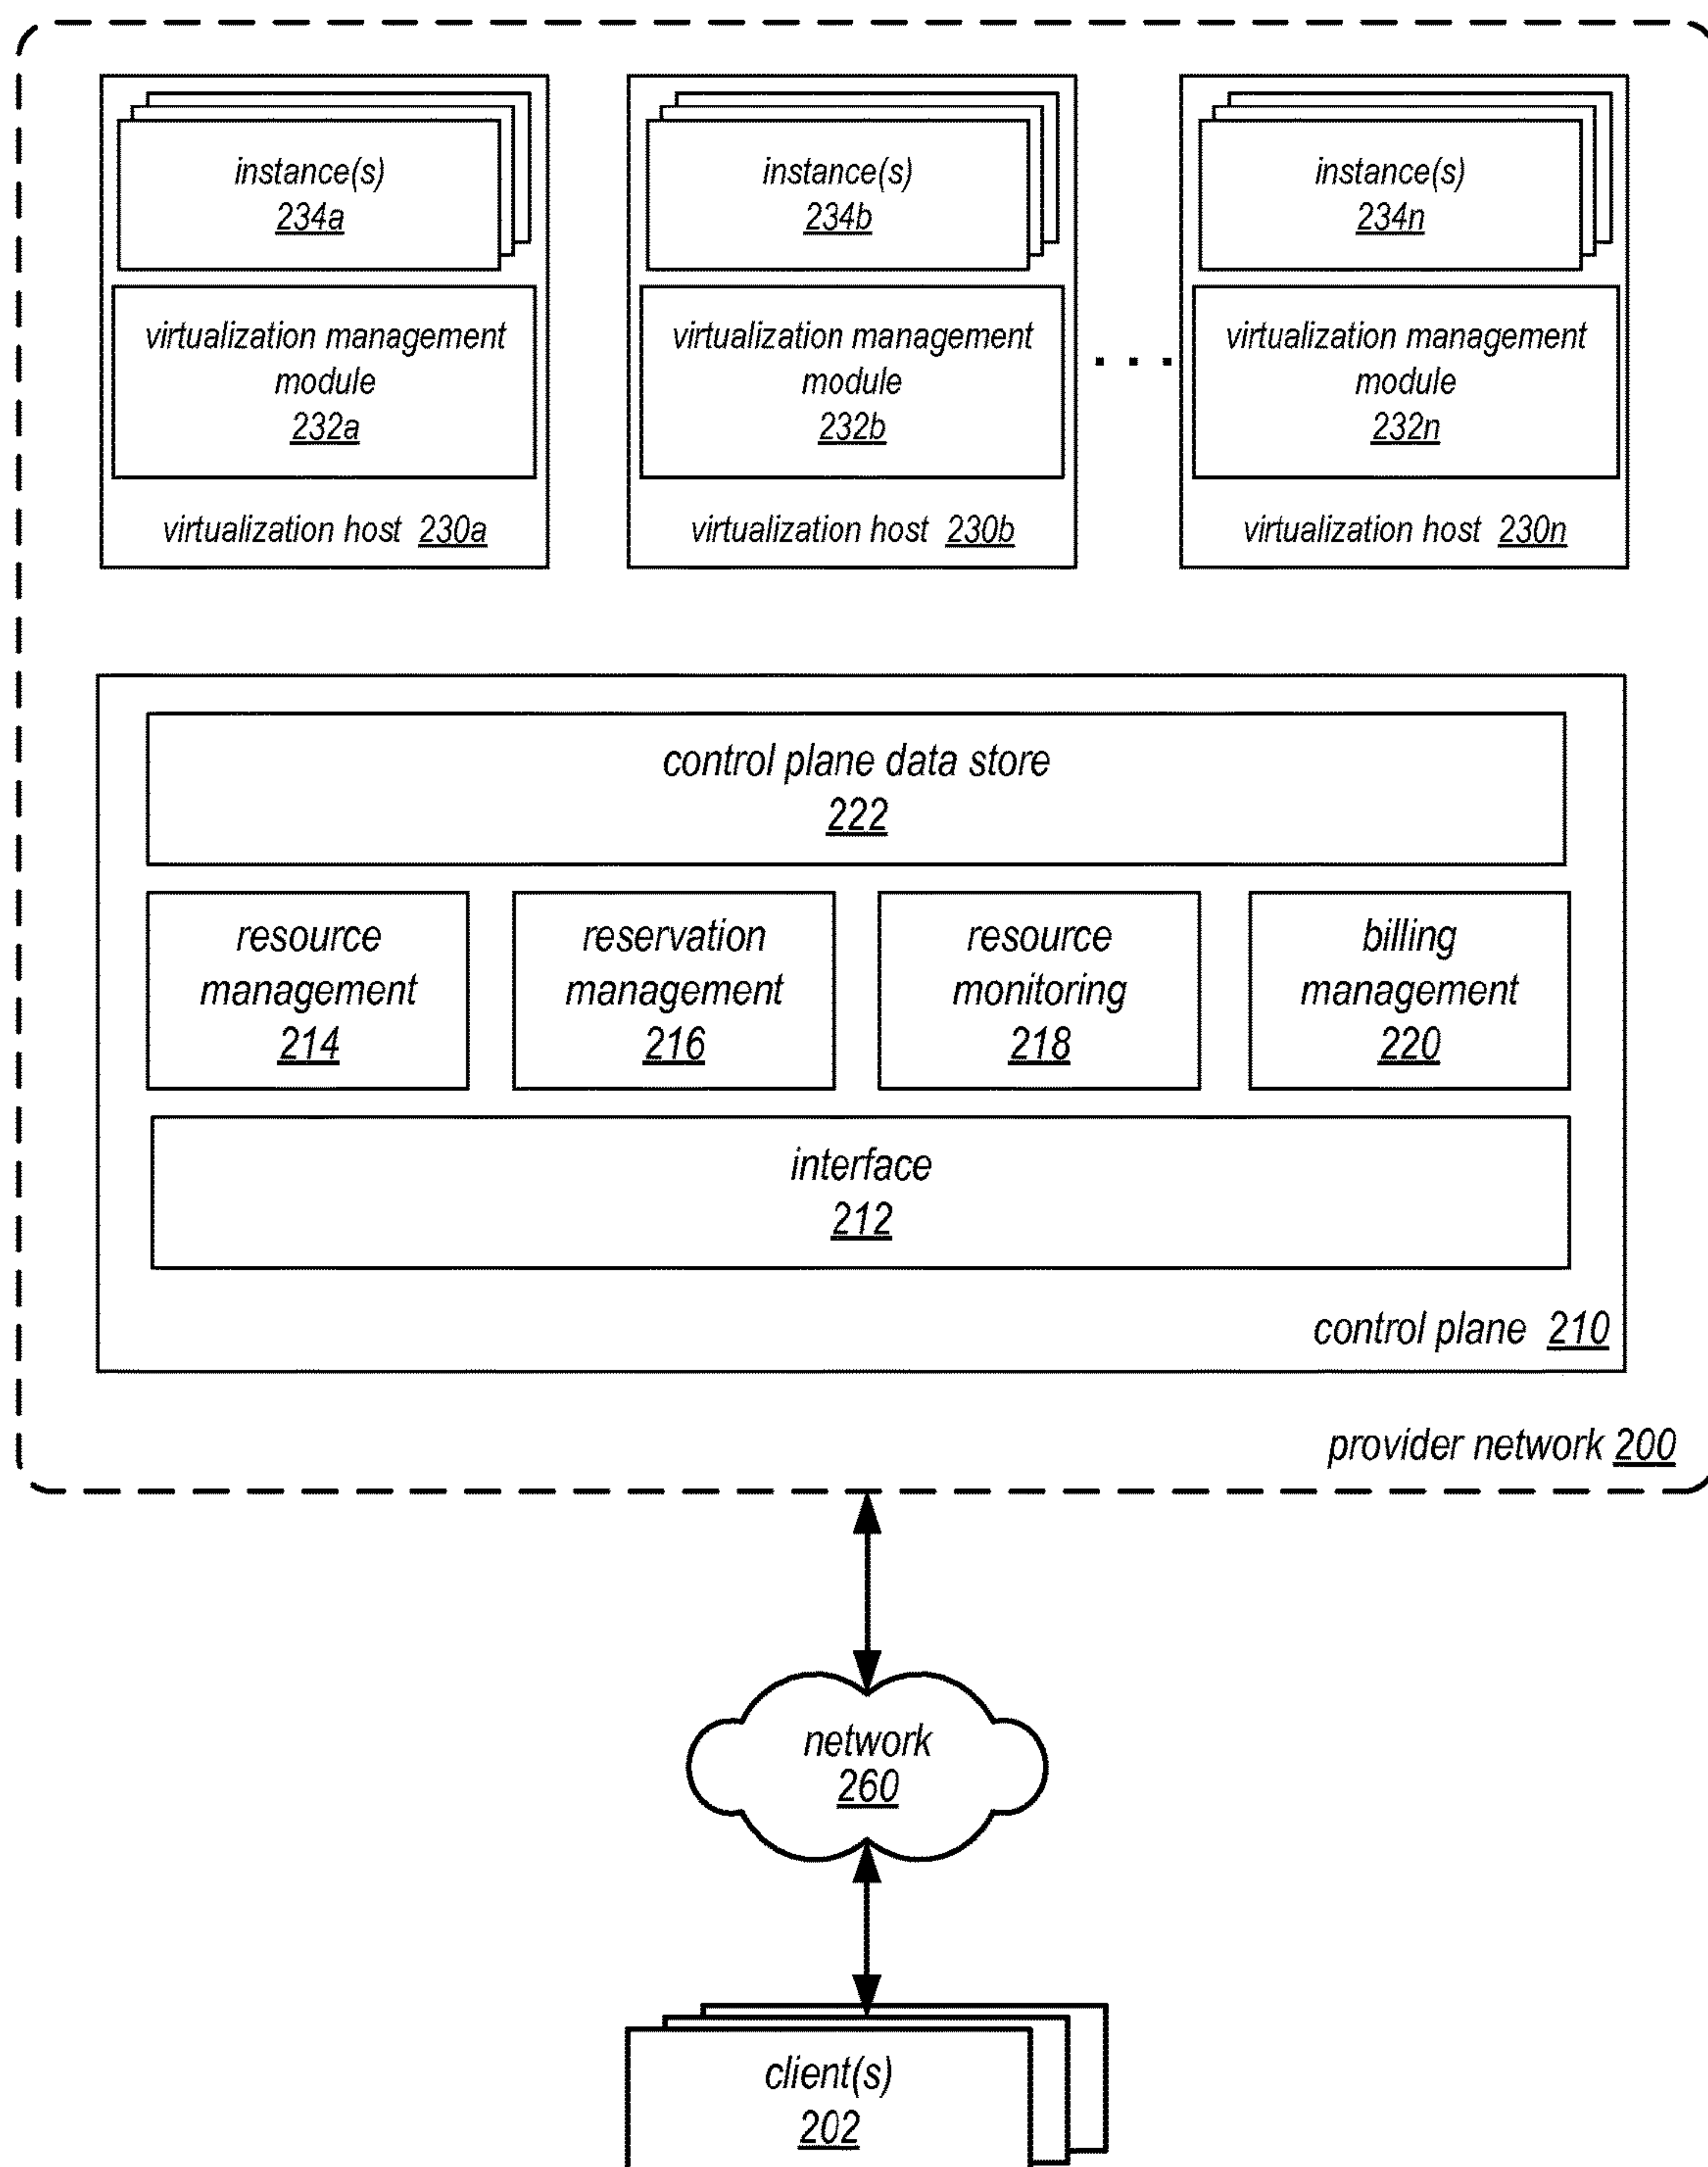 instance(s)
234a
instance(s)
234b
instance(s)
234n
virtualization management
module
232a
virtualization management
module
232b
. . .
virtualization management
module
232n
virtualization host 230a
virtualization host 230b
virtualization host 230n
control plane data store
222
resource
management
214
reservation
management
216
resource
monitoring
218
billing
management
220
interface
212
control plane 210
provider network 200
network
260
client(s)
202